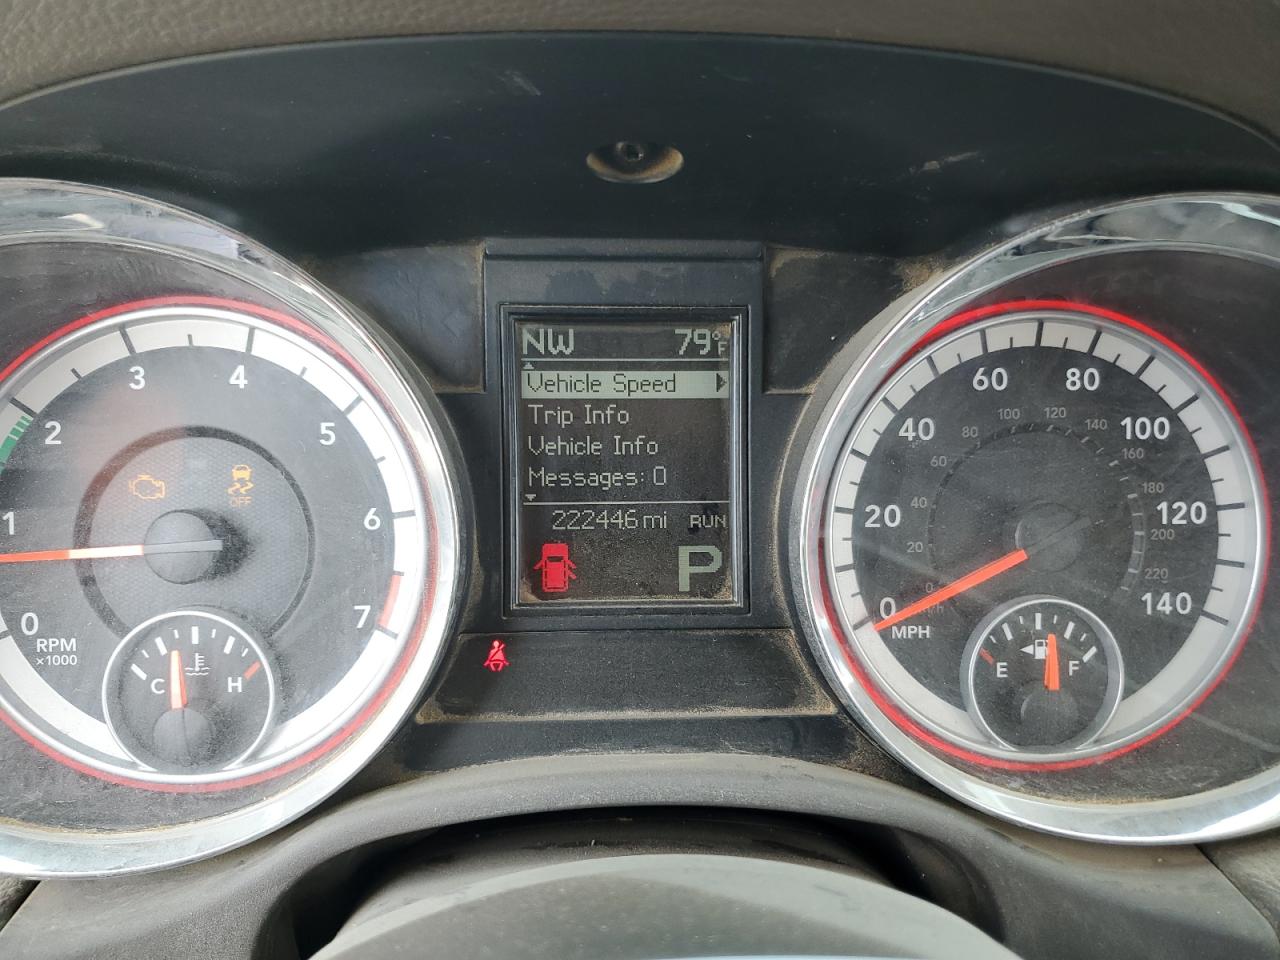 NW 79°F
Vehicle Speed
Trip Info
Vehicle Info
Messages: 0
222446 mi RUN
P
0 1 2 3 4 5 6 7
RPM
x1000
OFF
C H
0 20 40 60 80 100 120 140
20 40 60 80 100 120 140 160 180 200 220
MPH
E F